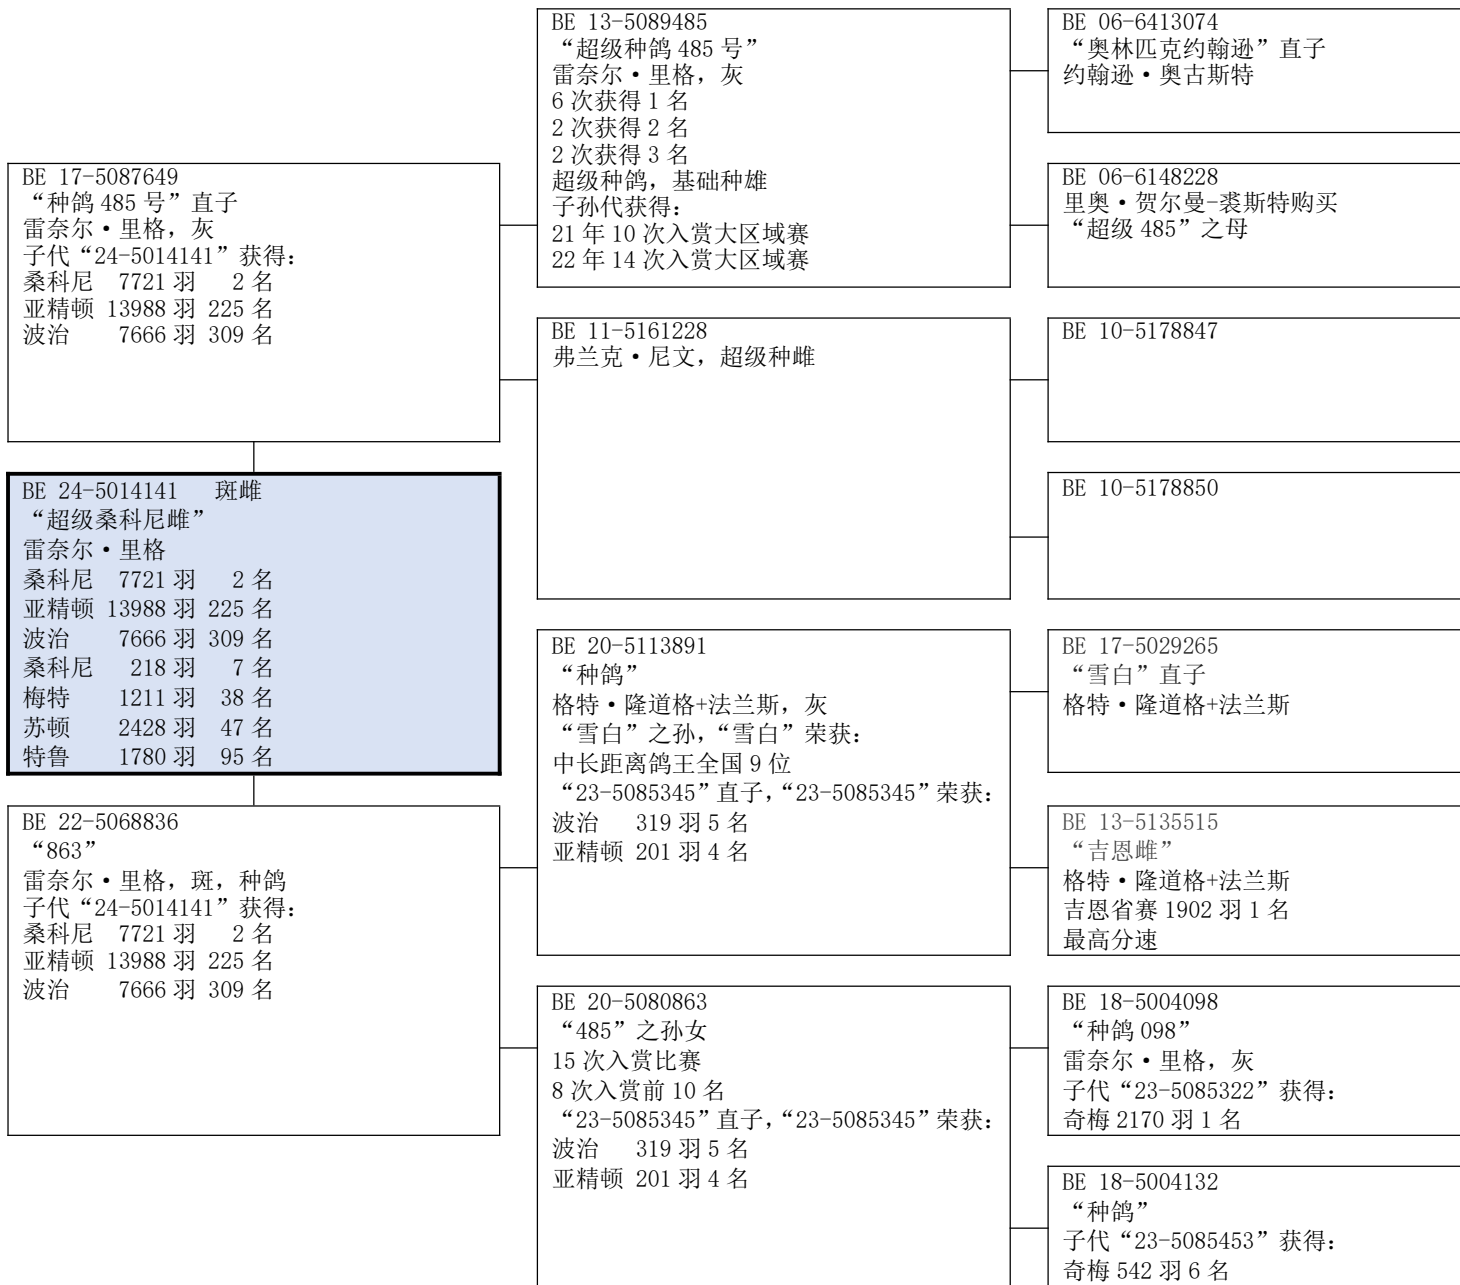 BE 17-5087649
“种鸽 485 号”直子
雷奈尔•里格，灰
子代“24-5014141”获得：
桑科尼 7721 羽 2 名
亚精顿 13988 羽 225 名
波治 7666 羽 309 名
BE 24-5014141 斑雌
“超级桑科尼雌”
雷奈尔•里格
桑科尼 7721 羽 2 名
亚精顿 13988 羽 225 名
波治 7666 羽 309 名
桑科尼 218 羽 7 名
梅特 1211 羽 38 名
苏顿 2428 羽 47 名
特鲁 1780 羽 95 名
BE 22-5068836
“863”
雷奈尔•里格，斑，种鸽
子代“24-5014141”获得：
桑科尼 7721 羽 2 名
亚精顿 13988 羽 225 名
波治 7666 羽 309 名
BE 13-5089485
“超级种鸽 485 号”
雷奈尔•里格，灰
6 次获得 1 名
2 次获得 2 名
2 次获得 3 名
超级种鸽，基础种雄
子孙代获得：
21 年 10 次入赏大区域赛
22 年 14 次入赏大区域赛
BE 11-5161228
弗兰克•尼文，超级种雌
BE 20-5113891
“种鸽”
格特•隆道格+法兰斯，灰
“雪白”之孙，“雪白”荣获：
中长距离鸽王全国 9 位
“23-5085345”直子，“23-5085345”荣获：
波治 319 羽 5 名
亚精顿 201 羽 4 名
BE 20-5080863
“485”之孙女
15 次入赏比赛
8 次入赏前 10 名
“23-5085345”直子，“23-5085345”荣获：
波治 319 羽 5 名
亚精顿 201 羽 4 名
BE 06-6413074
“奥林匹克约翰逊”直子
约翰逊•奥古斯特
BE 06-6148228
里奥•贺尔曼-裘斯特购买
“超级 485”之母
BE 10-5178847
BE 10-5178850
BE 17-5029265
“雪白”直子
格特•隆道格+法兰斯
BE 13-5135515
“吉恩雌”
格特•隆道格+法兰斯
吉恩省赛 1902 羽 1 名
最高分速
BE 18-5004098
“种鸽 098”
雷奈尔•里格，灰
子代“23-5085322”获得：
奇梅 2170 羽 1 名
BE 18-5004132
“种鸽”
子代“23-5085453”获得：
奇梅 542 羽 6 名